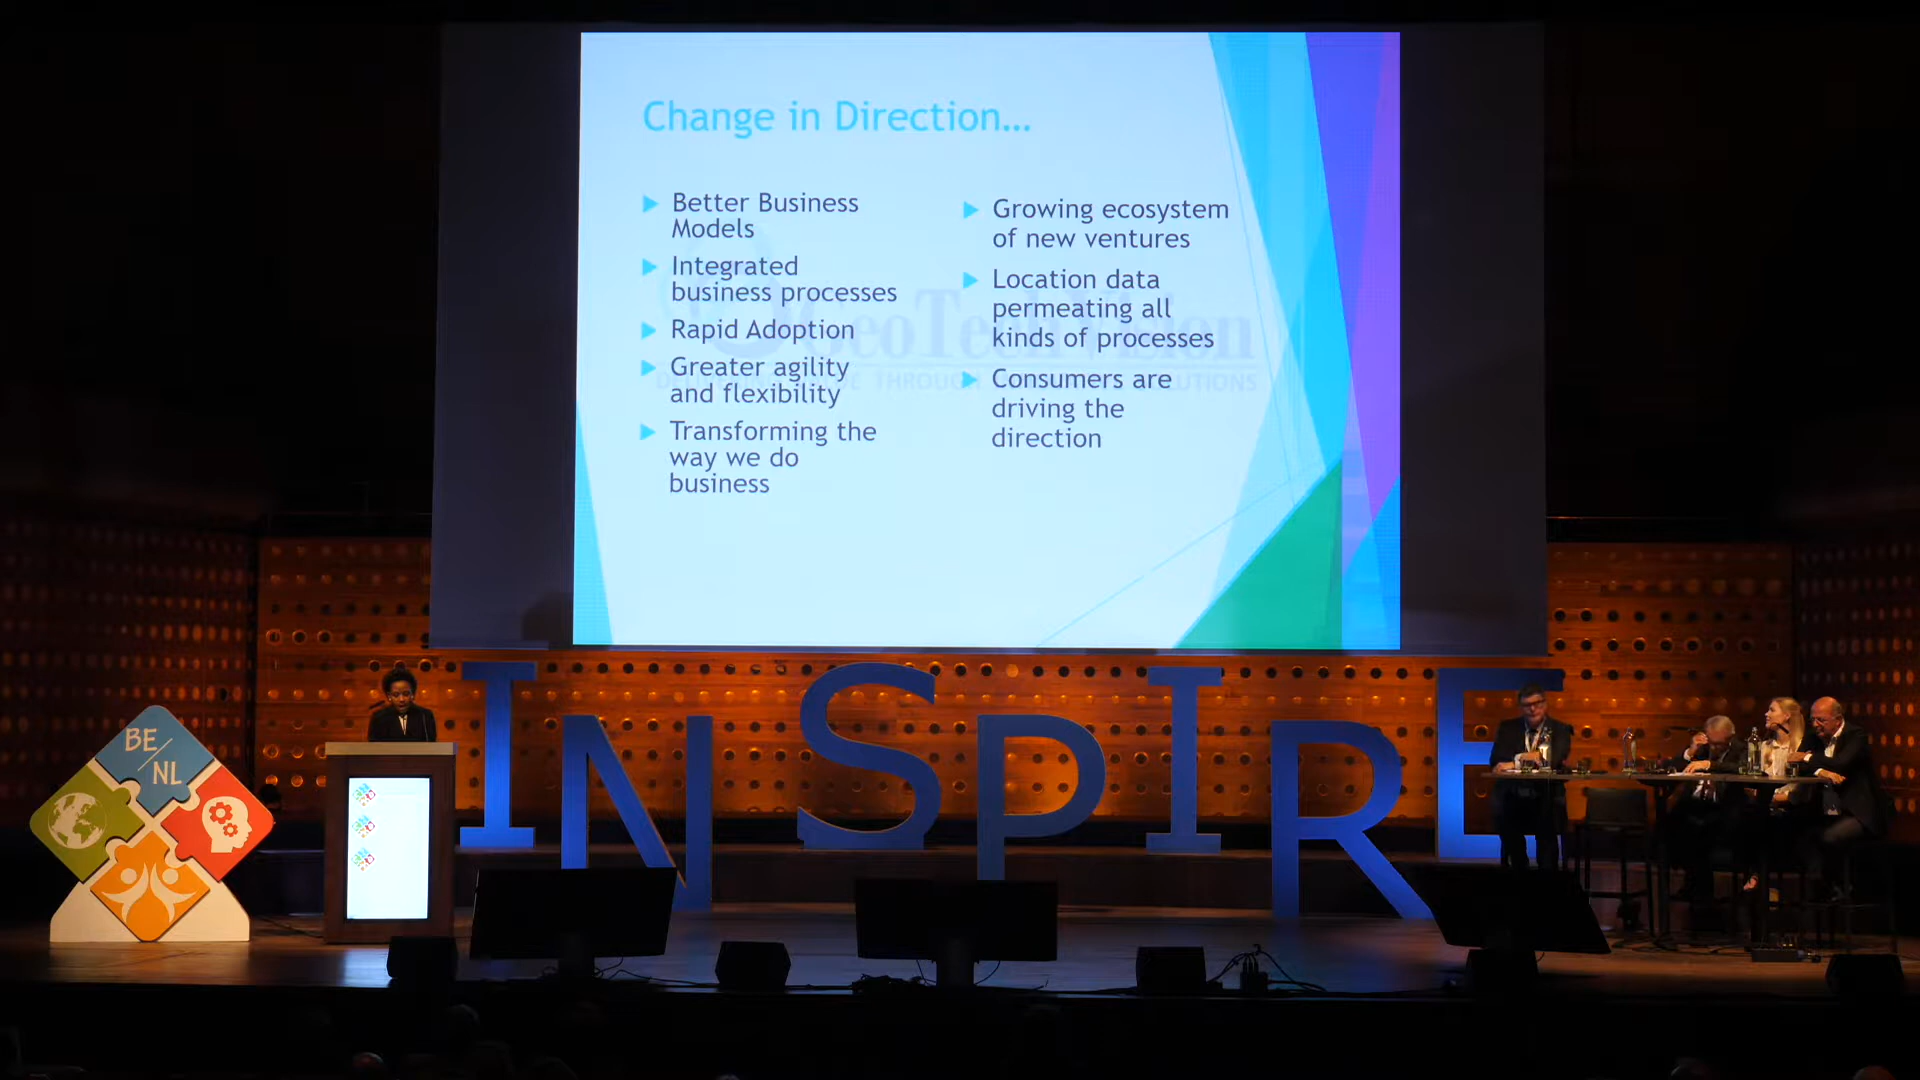 Change in Direction...
Better Business
Models
Integrated
business processes
Rapid Adoption
Greater agility
and flexibility
Transforming the
way we do
business
Growing ecosystem
of new ventures
Location data
permeating all
kinds of processes
Consumers are
driving the
direction
GeoTechVision
INSPIRE
BE/
NL